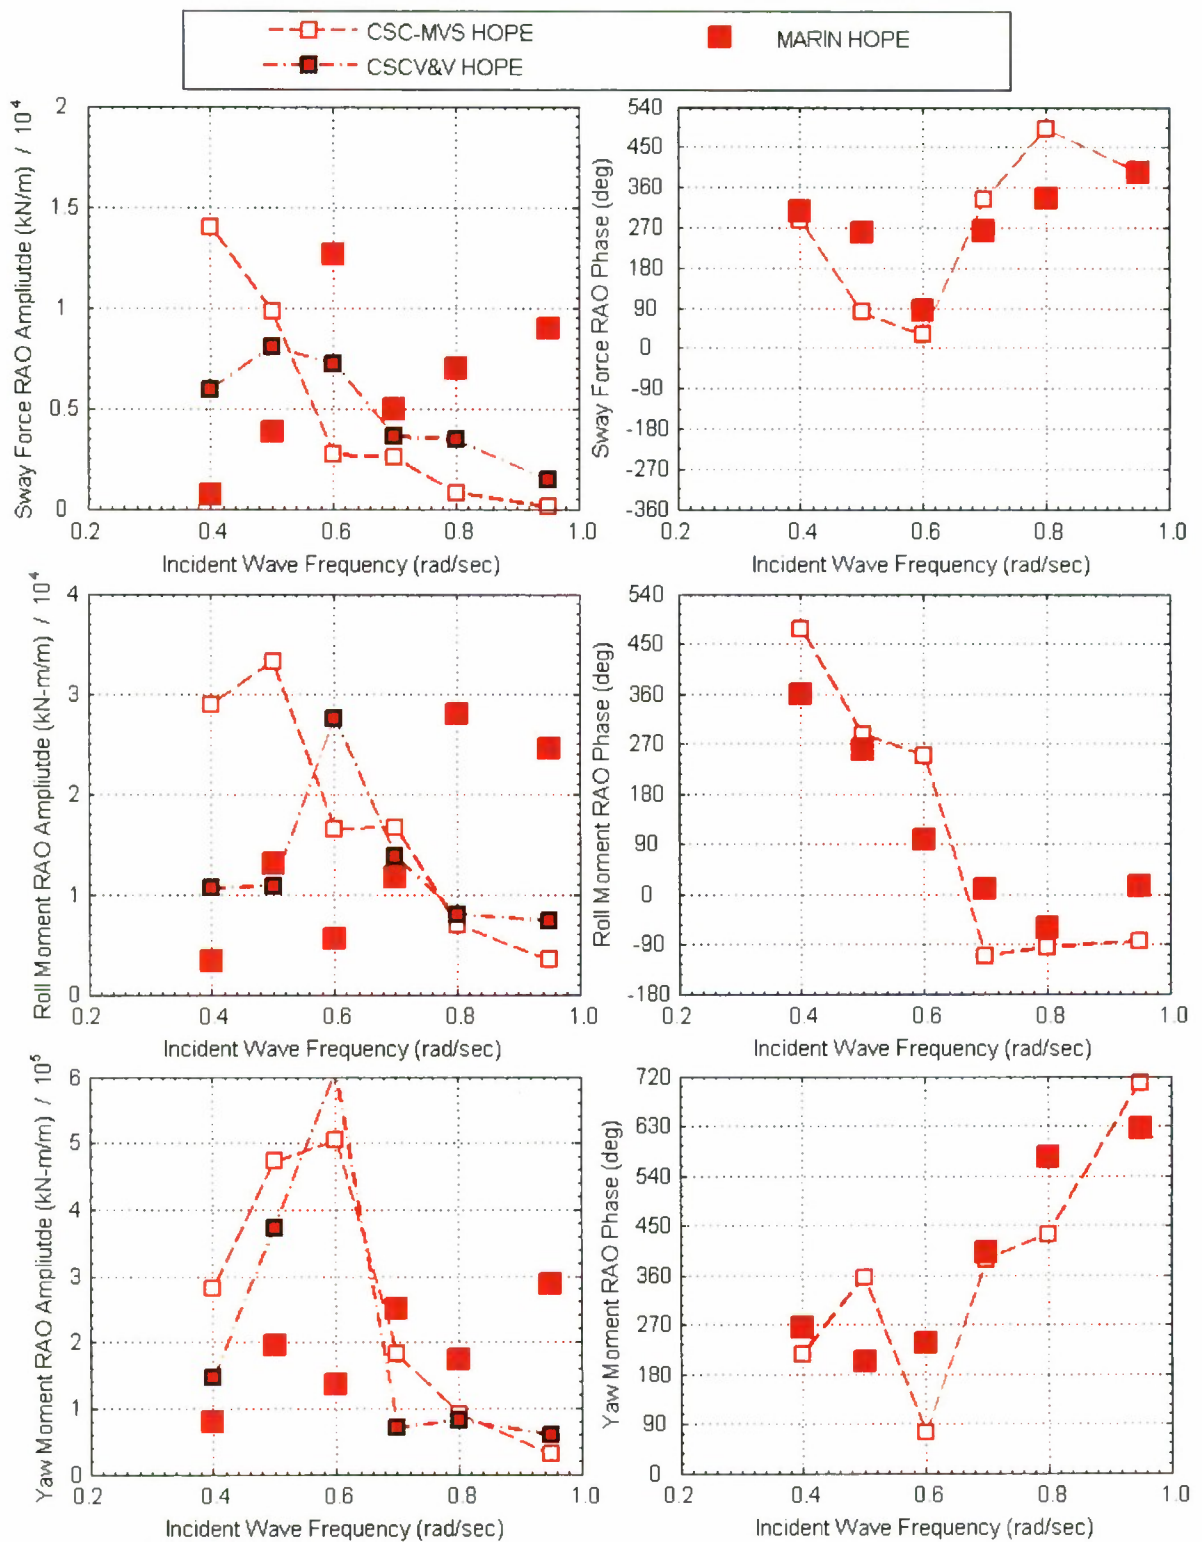 CSC-MVS HOPE
MARIN HOPE
CSCV&V HOPE
Sway Force RAO Ampliutde (kN/m) / 10⁴
2
1.5
1
0.5
0
0.2 0.4 0.6 0.8 1.0
Incident Wave Frequency (rad/sec)
Sway Force RAO Phase (deg)
540
450
360
270
180
90
0
-90
-180
-270
-360
0.2 0.4 0.6 0.8 1.0
Incident Wave Frequency (rad/sec)
Roll Moment RAO Ampliutde (kN-m/m) / 10⁴
4
3
2
1
0
0.2 0.4 0.6 0.8 1.0
Incident Wave Frequency (rad/sec)
Roll Moment RAO Phase (deg)
540
450
360
270
180
90
0
-90
-180
0.2 0.4 0.6 0.8 1.0
Incident Wave Frequency (rad/sec)
Yaw Moment RAO Ampliutde (kN-m/m) / 10⁵
6
5
4
3
2
1
0
0.2 0.4 0.6 0.8 1.0
Incident Wave Frequency (rad/sec)
Yaw Moment RAO Phase (deg)
720
630
540
450
360
270
180
90
0
0.2 0.4 0.6 0.8 1.0
Incident Wave Frequency (rad/sec)